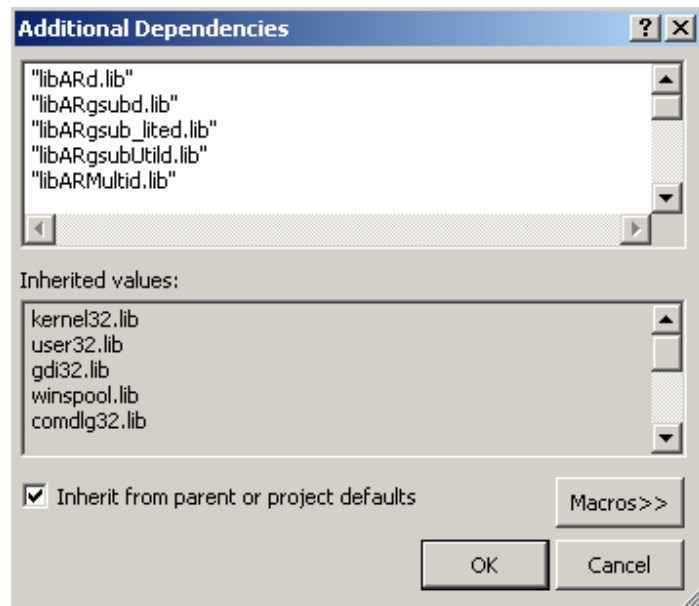 Additional Dependencies
"libARd.lib"
"libARgsubd.lib"
"libARgsub_lited.lib"
"libARgsubUtild.lib"
"libARMultid.lib"
Inherited values:
kernel32.lib
user32.lib
gdi32.lib
winspool.lib
comdlg32.lib
Inherit from parent or project defaults
Macros>>
OK
Cancel